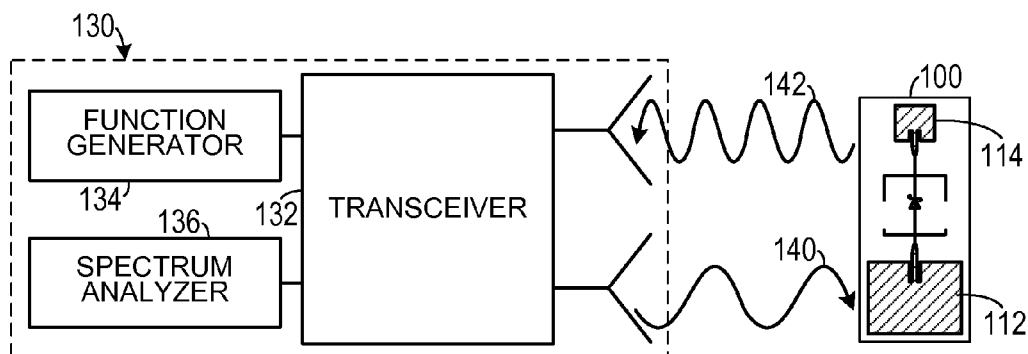 130
FUNCTION
GENERATOR
134
136
SPECTRUM
ANALYZER
132
TRANSCEIVER
142
140
100
114
112